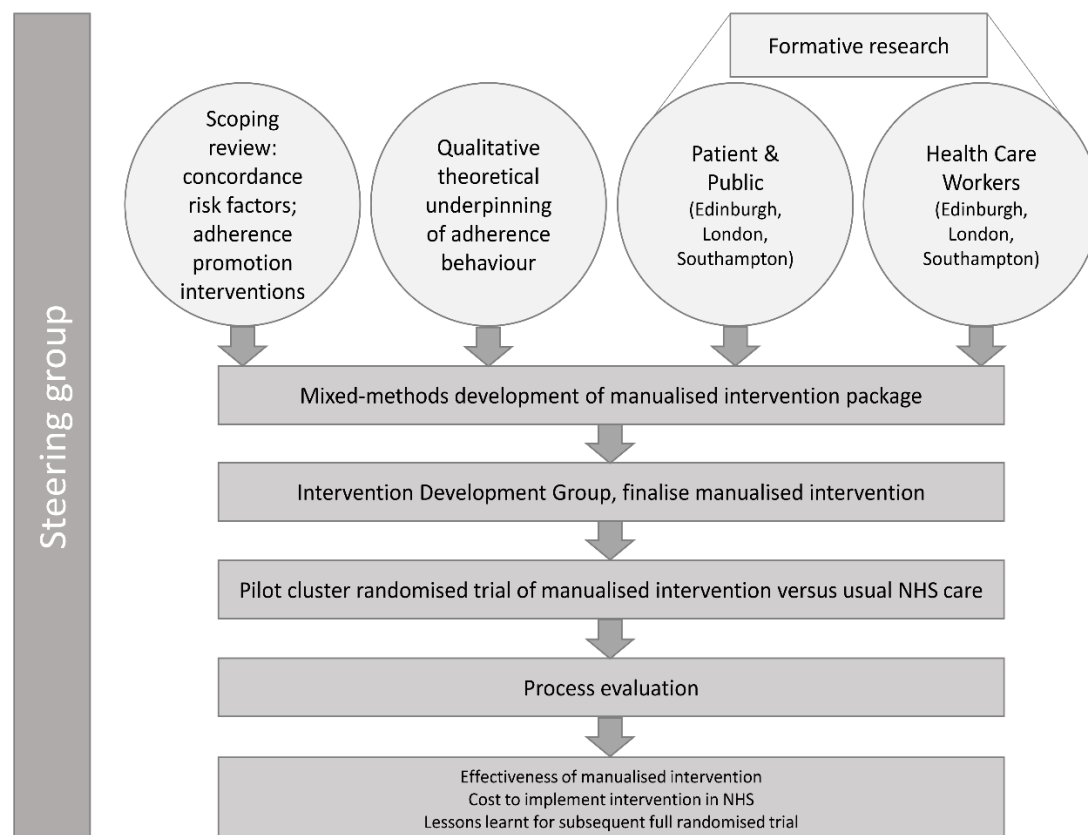 Steering group
Formative research
Scoping
review:
concordance
risk factors;
adherence
promotion
interventions
Qualitative
theoretical
underpinning
of adherence
behaviour
Patient &
Public
(Edinburgh,
London,
Southampton)
Health Care
Workers
(Edinburgh,
London,
Southampton)
Mixed-methods development of manualised intervention package
Intervention Development Group, finalise manualised intervention
Pilot cluster randomised trial of manualised intervention versus usual NHS care
Process evaluation
Effectiveness of manualised intervention
Cost to implement intervention in NHS
Lessons learnt for subsequent full randomised trial